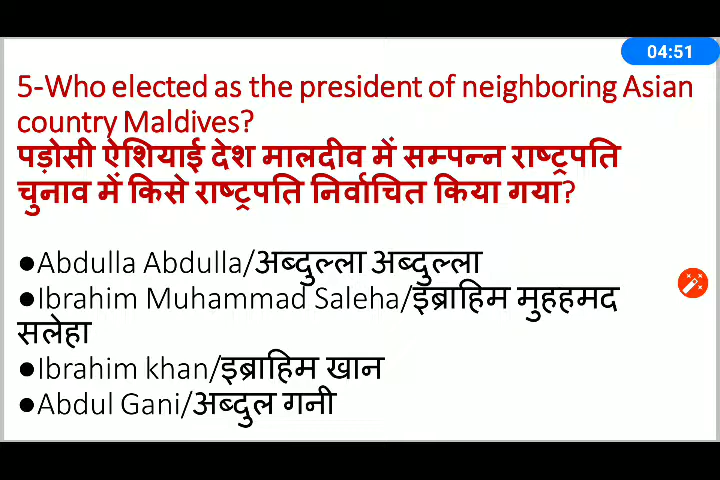 04:51
5-Who elected as the president of neighboring Asian
country Maldives?
पड़ोसी ऐशियाई देश मालदीव में सम्पन्न राष्ट्रपति
चुनाव में किसे राष्ट्रपति निर्वाचित किया गया?
●Abdulla Abdulla/अब्दुल्ला अब्दुल्ला
●Ibrahim Muhammad Saleha/इब्राहिम मुहहमद
सलेहा
●Ibrahim khan/इब्राहिम खान
●Abdul Gani/अब्दुल गनी